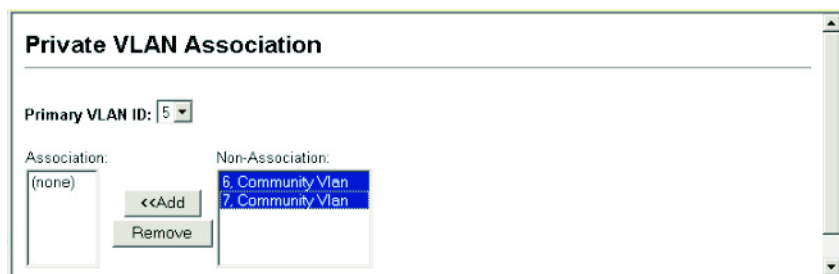 Private VLAN Association
Primary VLAN ID: 5
Association:
Non-Association:
(none)
6, Community Vlan
7, Community Vlan
<<Add
Remove